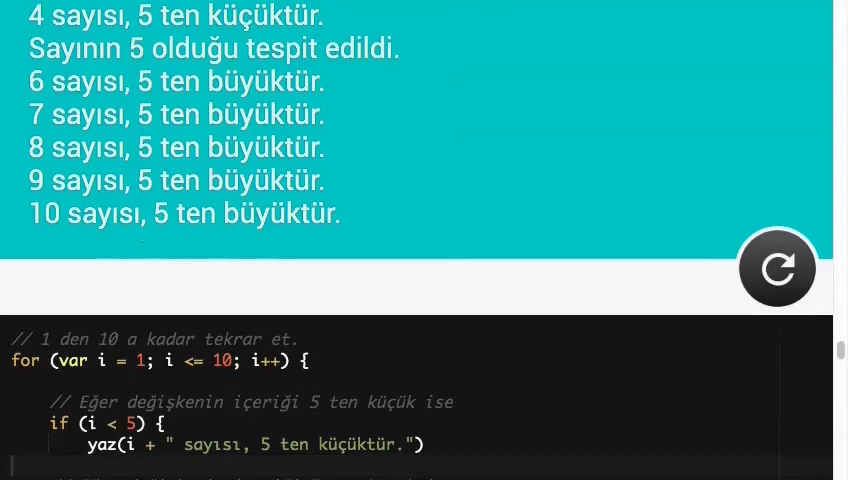 4 sayısı, 5 ten küçüktür.
Sayının 5 olduğu tespit edildi.
6 sayısı, 5 ten büyüktür.
7 sayısı, 5 ten büyüktür.
8 sayısı, 5 ten büyüktür.
9 sayısı, 5 ten büyüktür.
10 sayısı, 5 ten büyüktür.
// 1 den 10 a kadar tekrar et.
for (var i = 1; i <= 10; i++) {
// Eğer değişkenin içeriği 5 ten küçük ise
if (i < 5) {
yaz(i + " sayısı, 5 ten küçüktür.")